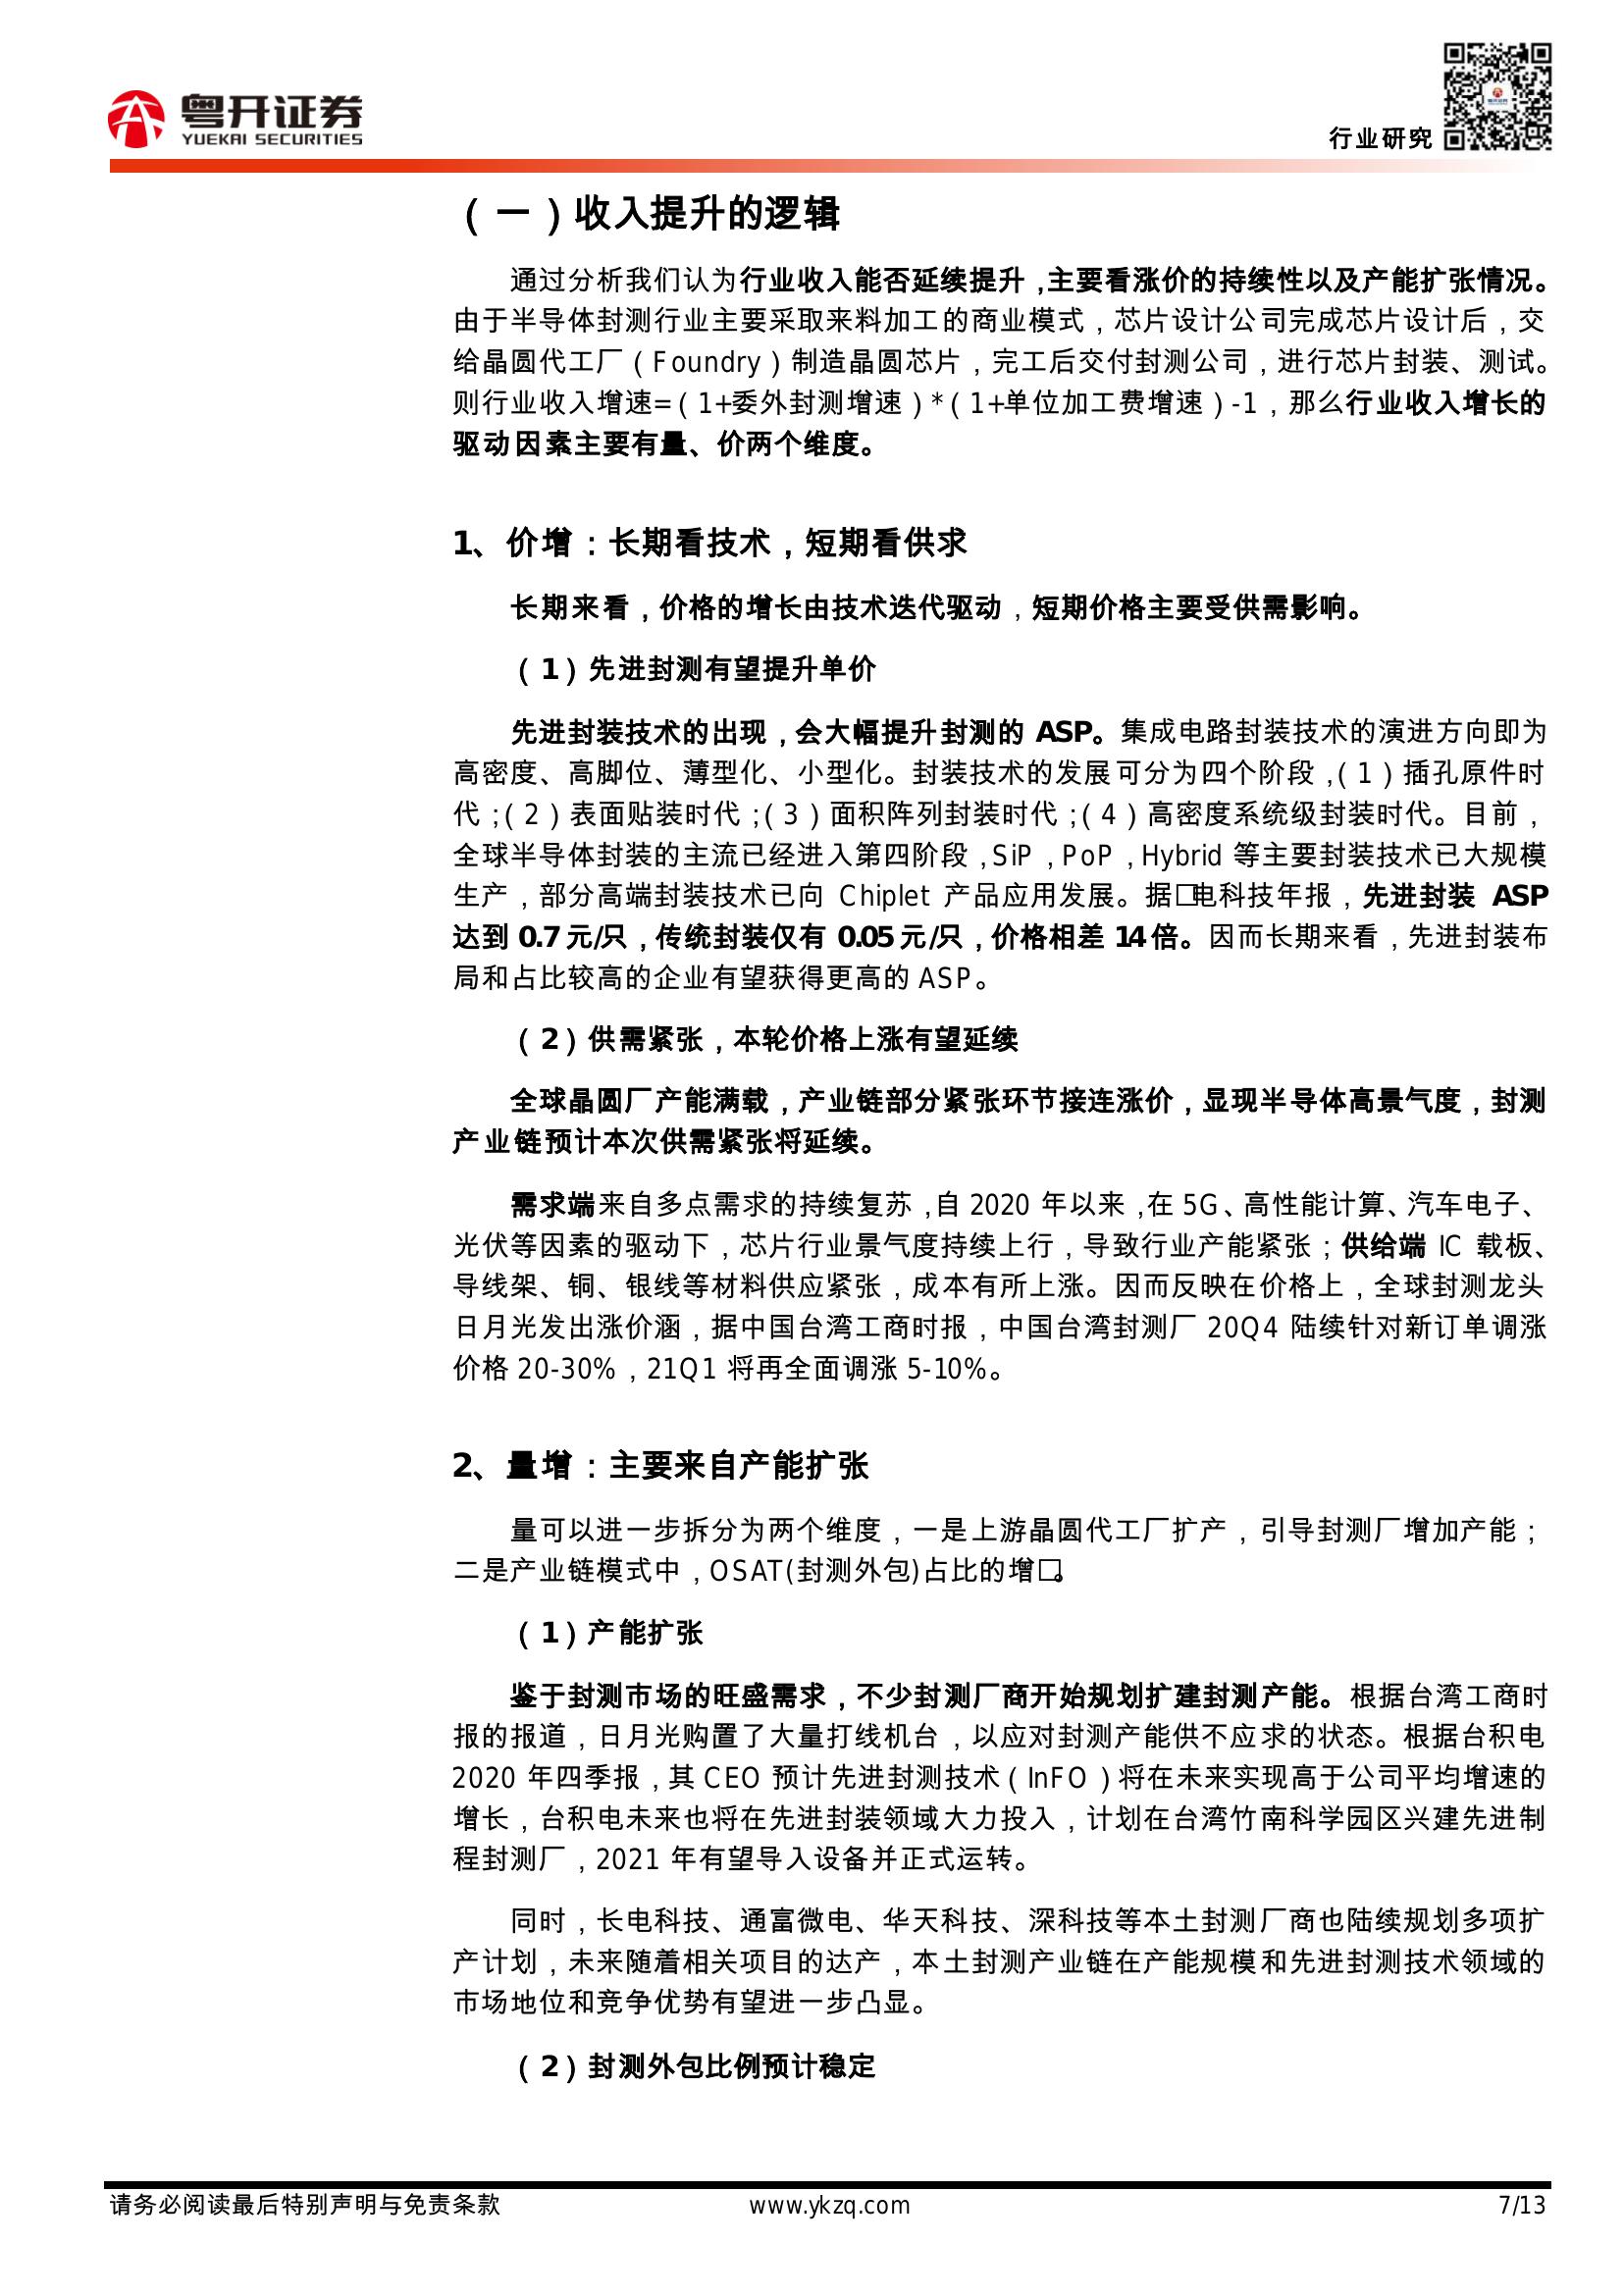 粤开证券
YUEKAI SECURITIES
行业研究
（一）收入提升的逻辑
通过分析我们认为行业收入能否延续提升，主要看涨价的持续性以及产能扩张情况。
由于半导体封测行业主要采取来料加工的商业模式，芯片设计公司完成芯片设计后，交
给晶圆代工厂（Foundry）制造晶圆芯片，完工后交付封测公司，进行芯片封装、测试。
则行业收入增速=（1+委外封测增速）*（1+单位加工费增速）-1，那么行业收入增长的
驱动因素主要有量、价两个维度。
1、价增：长期看技术，短期看供求
长期来看，价格的增长由技术迭代驱动，短期价格主要受供需影响。
（1）先进封测有望提升单价
先进封装技术的出现，会大幅提升封测的 ASP。集成电路封装技术的演进方向即为
高密度、高脚位、薄型化、小型化。封装技术的发展可分为四个阶段，（1）插孔原件时
代；（2）表面贴装时代；（3）面积阵列封装时代；（4）高密度系统级封装时代。目前，
全球半导体封装的主流已经进入第四阶段，SiP，PoP，Hybrid 等主要封装技术已大规模
生产，部分高端封装技术已向 Chiplet 产品应用发展。据□电科技年报，先进封装 ASP
达到 0.7 元/只，传统封装仅有 0.05 元/只，价格相差 14 倍。因而长期来看，先进封装布
局和占比较高的企业有望获得更高的 ASP。
（2）供需紧张，本轮价格上涨有望延续
全球晶圆厂产能满载，产业链部分紧张环节接连涨价，显现半导体高景气度，封测
产业链预计本次供需紧张将延续。
需求端来自多点需求的持续复苏，自 2020 年以来，在 5G、高性能计算、汽车电子、
光伏等因素的驱动下，芯片行业景气度持续上行，导致行业产能紧张；供给端 IC 载板、
导线架、铜、银线等材料供应紧张，成本有所上涨。因而反映在价格上，全球封测龙头
日月光发出涨价涵，据中国台湾工商时报，中国台湾封测厂 20Q4 陆续针对新订单调涨
价格 20-30%，21Q1 将再全面调涨 5-10%。
2、量增：主要来自产能扩张
量可以进一步拆分为两个维度，一是上游晶圆代工厂扩产，引导封测厂增加产能；
二是产业链模式中，OSAT(封测外包)占比的增□。
（1）产能扩张
鉴于封测市场的旺盛需求，不少封测厂商开始规划扩建封测产能。根据台湾工商时
报的报道，日月光购置了大量打线机台，以应对封测产能供不应求的状态。根据台积电
2020 年四季报，其 CEO 预计先进封测技术（InFO）将在未来实现高于公司平均增速的
增长，台积电未来也将在先进封装领域大力投入，计划在台湾竹南科学园区兴建先进制
程封测厂，2021 年有望导入设备并正式运转。
同时，长电科技、通富微电、华天科技、深科技等本土封测厂商也陆续规划多项扩
产计划，未来随着相关项目的达产，本土封测产业链在产能规模和先进封测技术领域的
市场地位和竞争优势有望进一步凸显。
（2）封测外包比例预计稳定
请务必阅读最后特别声明与免责条款
www.ykzq.com
7/13